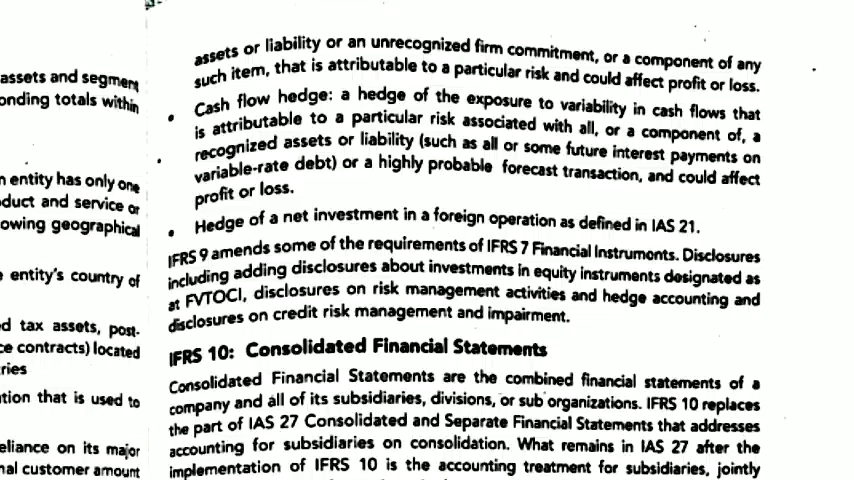 assets and segment
onding totals within
n entity has only one
duct and service or
owing geographical
e entity's country of
d tax assets, post-
ce contracts) located
ries
tion that is used to
eliance on its major
nal customer amount
assets or liability or an unrecognized firm commitment, or a component of any
such item, that is attributable to a particular risk and could affect profit or loss.
• Cash flow hedge: a hedge of the exposure to variability in cash flows that
is attributable to a particular risk associated with all, or a component of, a
recognized assets or liability (such as all or some future interest payments on
variable-rate debt) or a highly probable forecast transaction, and could affect
profit or loss.
• Hedge of a net investment in a foreign operation as defined in IAS 21.
IFRS 9 amends some of the requirements of IFRS 7 Financial Instruments. Disclosures
including adding disclosures about investments in equity instruments designated as
at FVTOCI, disclosures on risk management activities and hedge accounting and
disclosures on credit risk management and impairment.
IFRS 10: Consolidated Financial Statements
Consolidated Financial Statements are the combined financial statements of a
company and all of its subsidiaries, divisions, or sub organizations. IFRS 10 replaces
the part of IAS 27 Consolidated and Separate Financial Statements that addresses
accounting for subsidiaries on consolidation. What remains in IAS 27 after the
implementation of IFRS 10 is the accounting treatment for subsidiaries, jointly